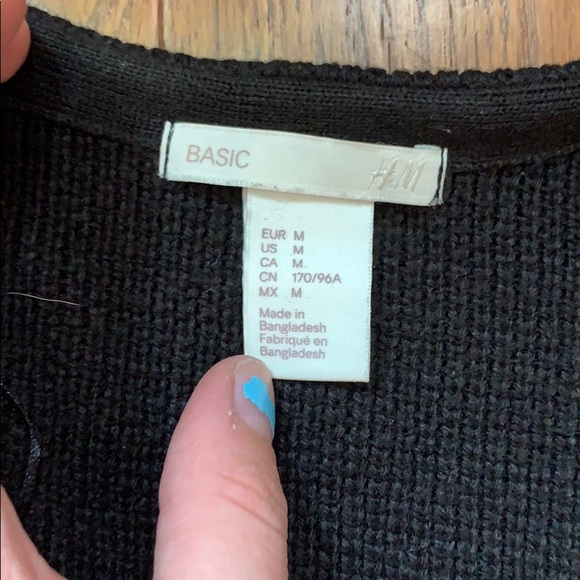 BASIC H&M
EUR M
US M
CA M
CN 170/96A
MX M
Made in
Bangladesh
Fabriqué en
Bangladesh